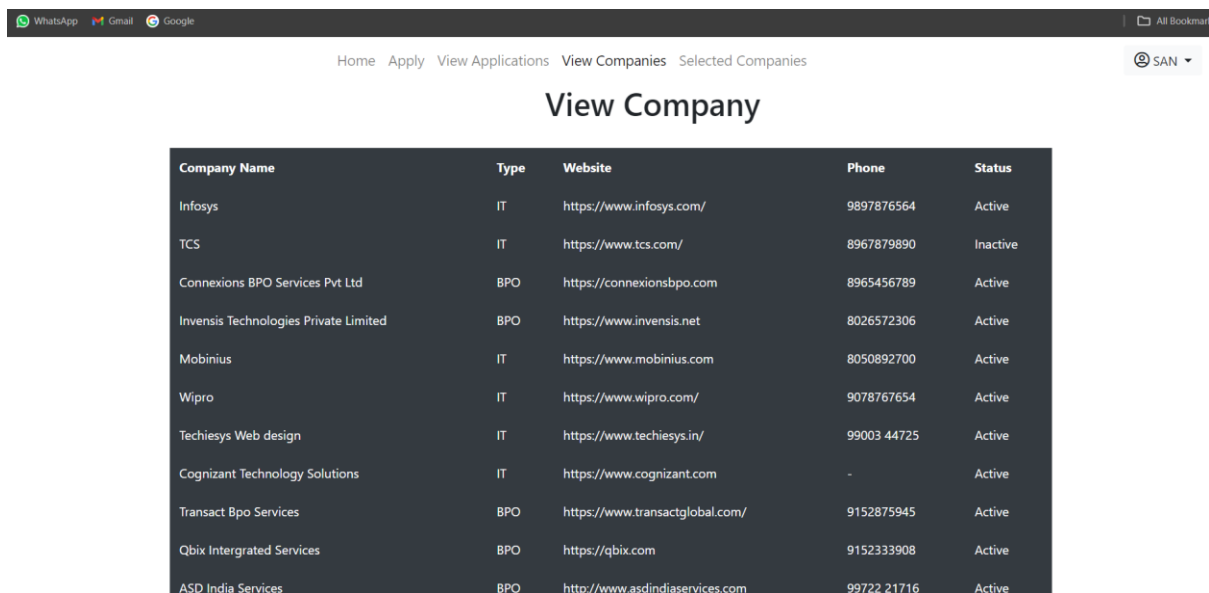 WhatsApp Gmail Google All Bookmar
Home Apply View Applications View Companies Selected Companies SAN
View Company
Company Name Type Website Phone Status
Infosys IT https://www.infosys.com/ 9897876564 Active
TCS IT https://www.tcs.com/ 8967879890 Inactive
Connexions BPO Services Pvt Ltd BPO https://connexionsbpo.com 8965456789 Active
Invensis Technologies Private Limited BPO https://www.invensis.net 8026572306 Active
Mobinius IT https://www.mobinius.com 8050892700 Active
Wipro IT https://www.wipro.com/ 9078767654 Active
Techiesys Web design IT https://www.techiesys.in/ 99003 44725 Active
Cognizant Technology Solutions IT https://www.cognizant.com - Active
Transact Bpo Services BPO https://www.transactglobal.com/ 9152875945 Active
Qbix Intergrated Services BPO https://qbix.com 9152333908 Active
ASD India Services BPO http://www.asdindiaservices.com 99722 21716 Active